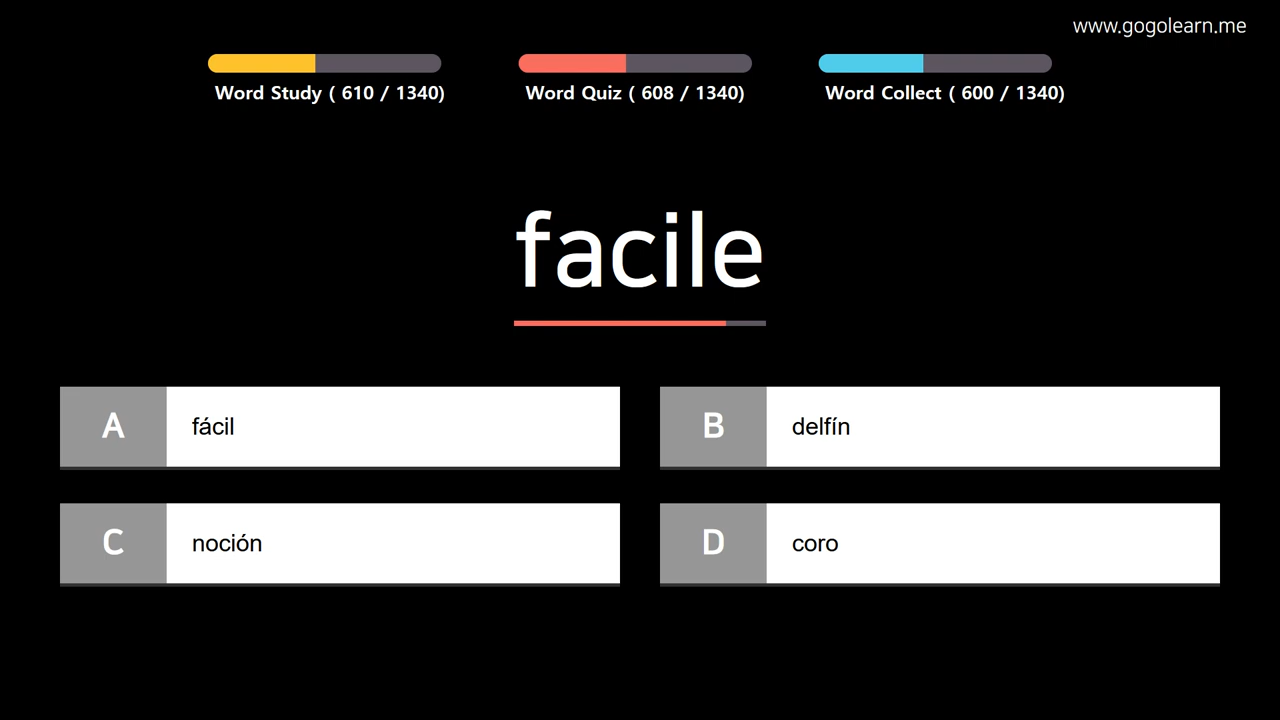 www.gogolearn.me
Word Study ( 610 / 1340)
Word Quiz ( 608 / 1340)
Word Collect ( 600 / 1340)
facile
A
fácil
B
delfín
C
noción
D
coro